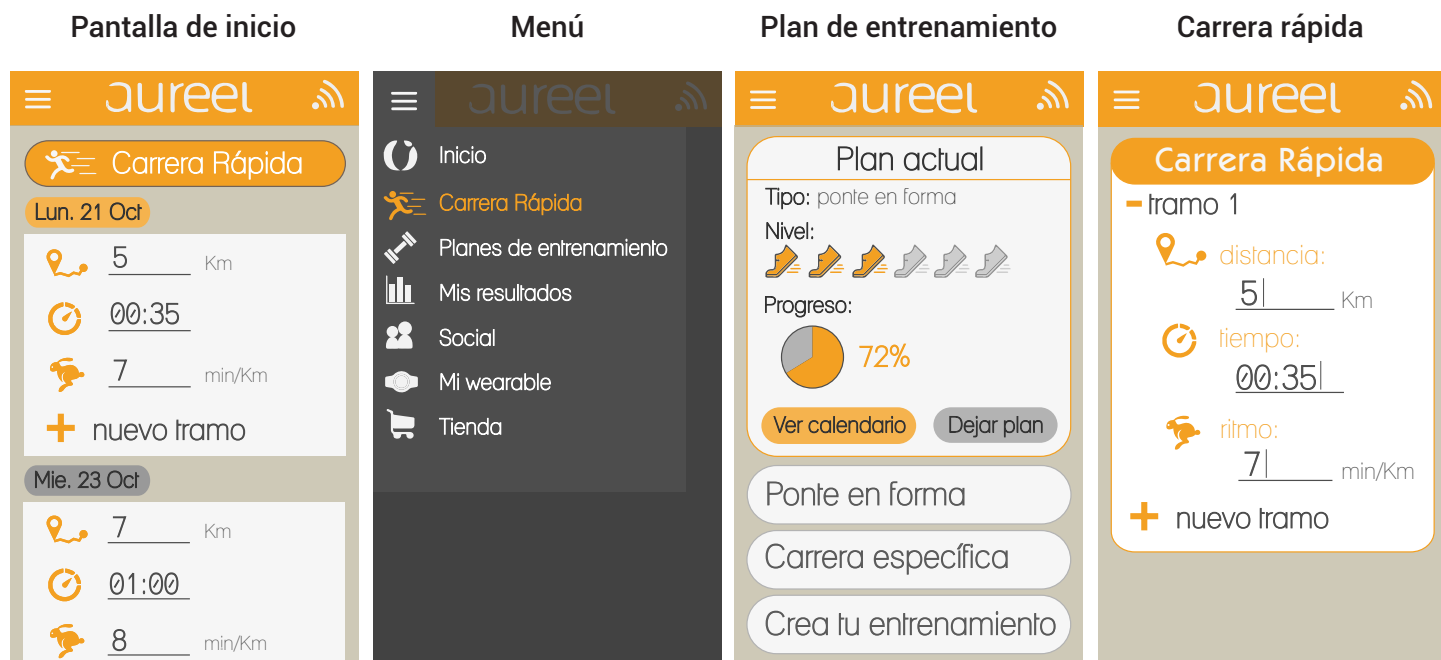 Pantalla de inicio
aureel
Carrera Rápida
Lun. 21 Oct
5 Km
00:35
7 min/Km
nuevo tramo
Mie. 23 Oct
7 Km
01:00
8 min/Km
Menú
aureel
Inicio
Carrera Rápida
Planes de entrenamiento
Mis resultados
Social
Mi wearable
Tienda
Plan de entrenamiento
aureel
Plan actual
Tipo: ponte en forma
Nivel:
Progreso:
72%
Ver calendario Dejar plan
Ponte en forma
Carrera específica
Crea tu entrenamiento
Carrera rápida
aureel
Carrera Rápida
tramo 1
distancia:
5 Km
tiempo:
00:35
ritmo:
7 min/Km
nuevo tramo